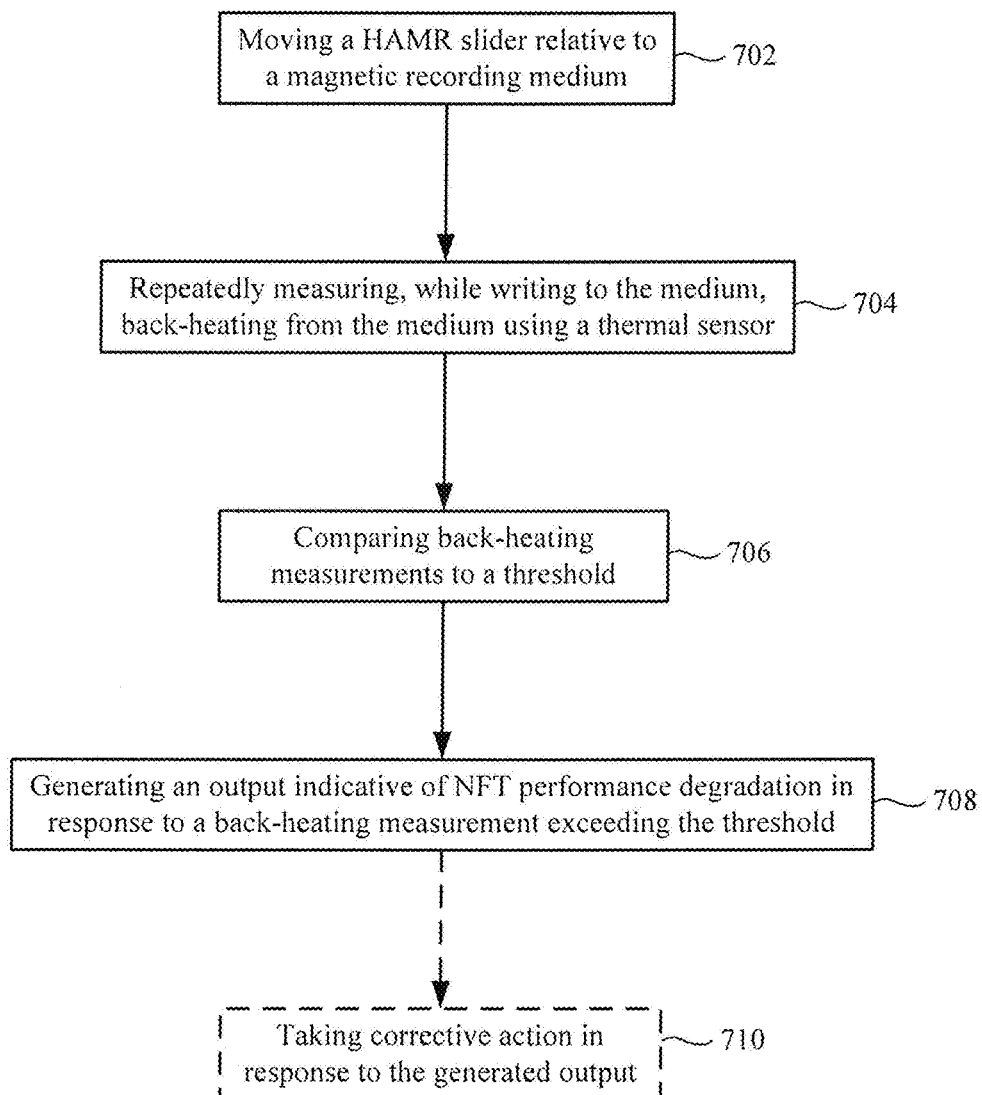 Moving a HAMR slider relative to
a magnetic recording medium
702
Repeatedly measuring, while writing to the medium,
back-heating from the medium using a thermal sensor
704
Comparing back-heating
measurements to a threshold
706
Generating an output indicative of NFT performance degradation in
response to a back-heating measurement exceeding the threshold
708
Taking corrective action in
response to the generated output
710